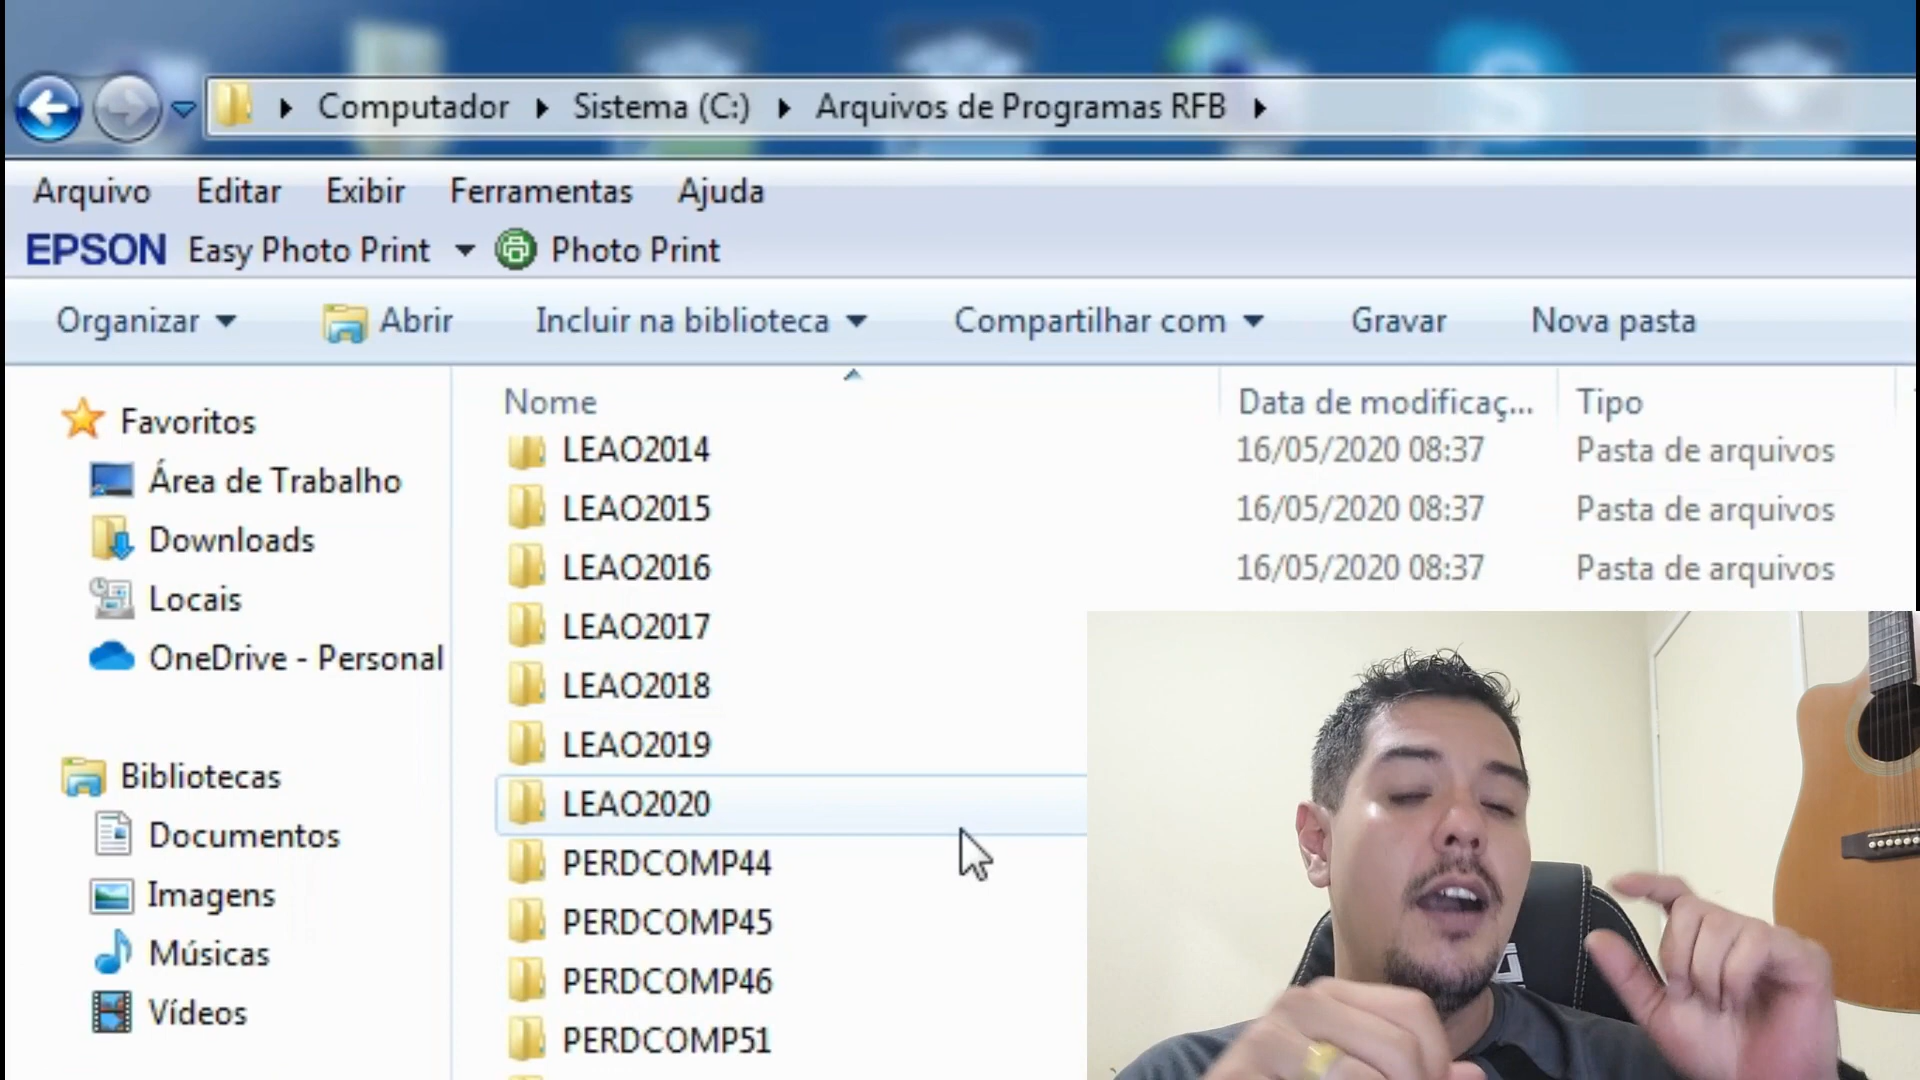 Computador Sistema (C:) Arquivos de Programas RFB
Arquivo Editar Exibir Ferramentas Ajuda
EPSON Easy Photo Print Photo Print
Organizar Abrir Incluir na biblioteca Compartilhar com Gravar Nova pasta
Nome Data de modificaç... Tipo
Favoritos
Área de Trabalho
Downloads
Locais
OneDrive - Personal
Bibliotecas
Documentos
Imagens
Músicas
Vídeos
LEAO2014 16/05/2020 08:37 Pasta de arquivos
LEAO2015 16/05/2020 08:37 Pasta de arquivos
LEAO2016 16/05/2020 08:37 Pasta de arquivos
LEAO2017
LEAO2018
LEAO2019
LEAO2020
PERDCOMP44
PERDCOMP45
PERDCOMP46
PERDCOMP51